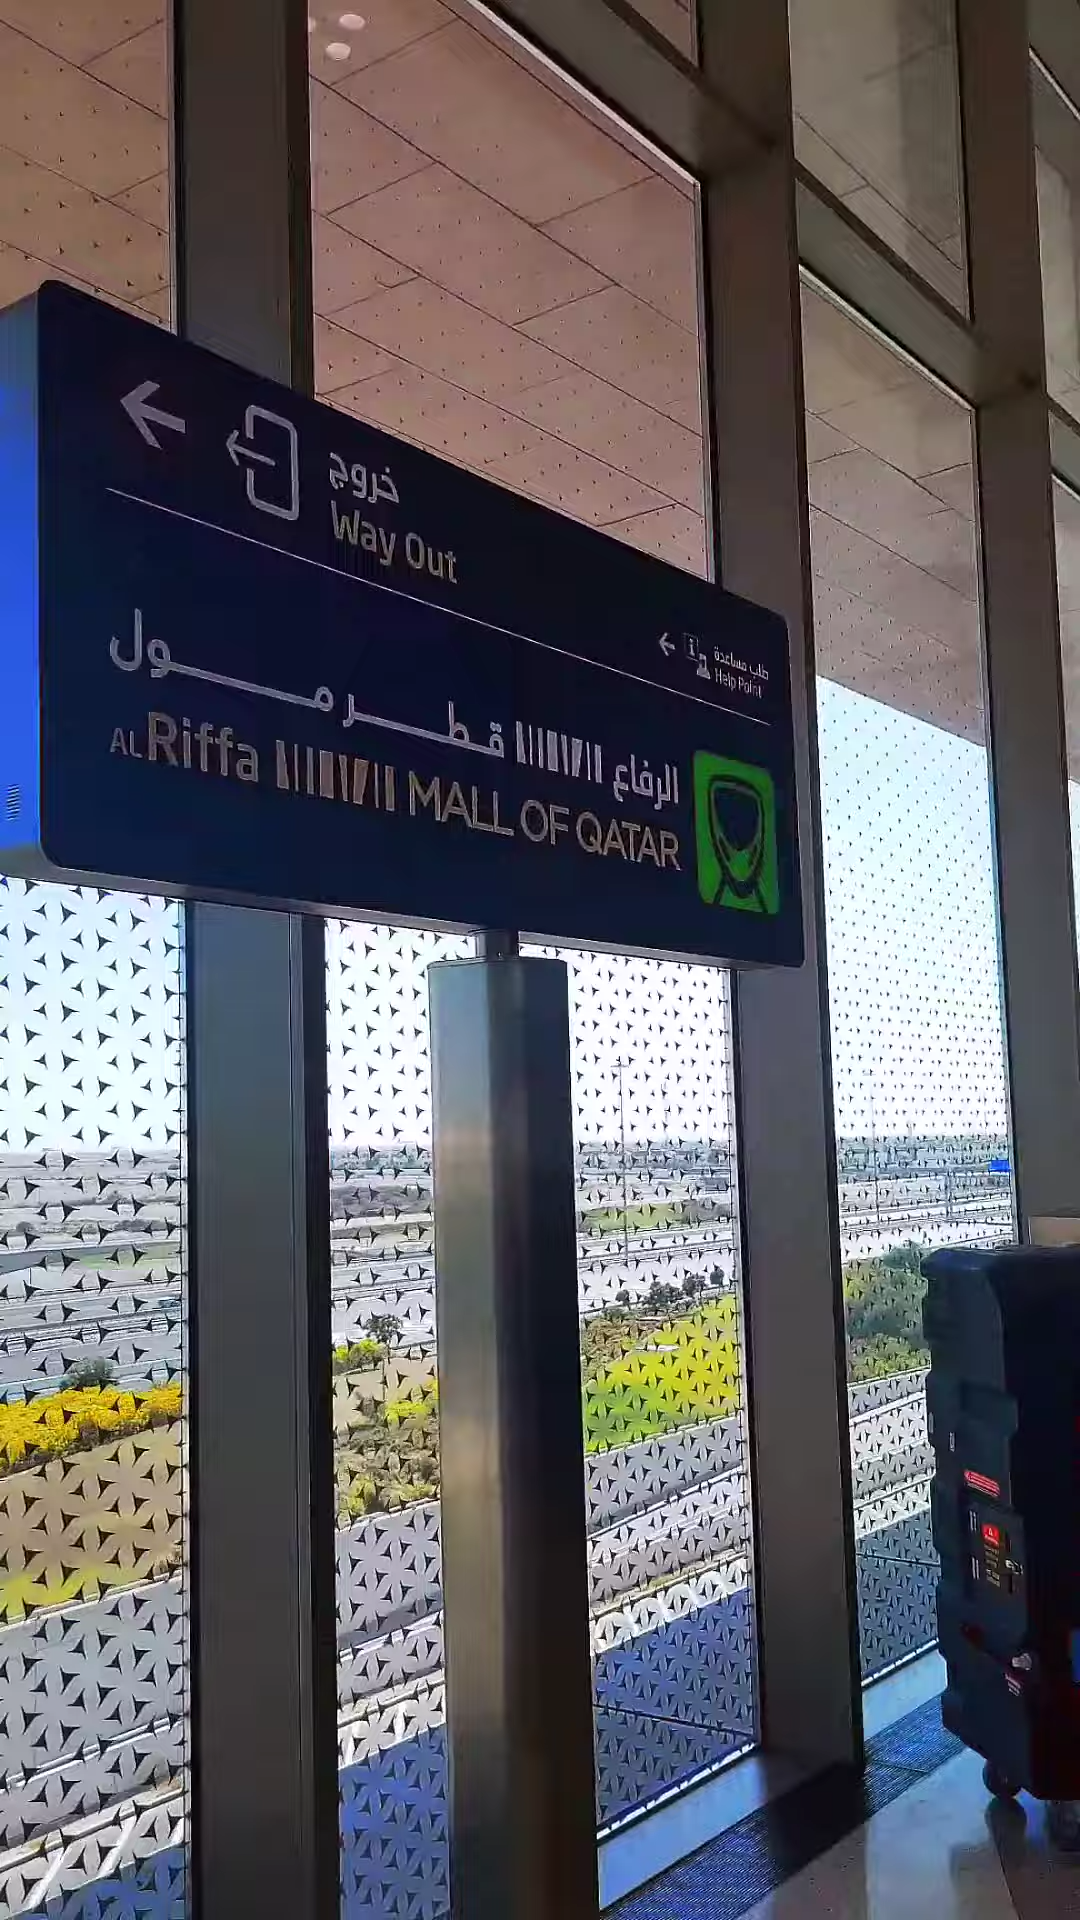 خروج
Way Out
طلب مساعدة
Help Point
الرفاع قطر مول
AL Riffa MALL OF QATAR